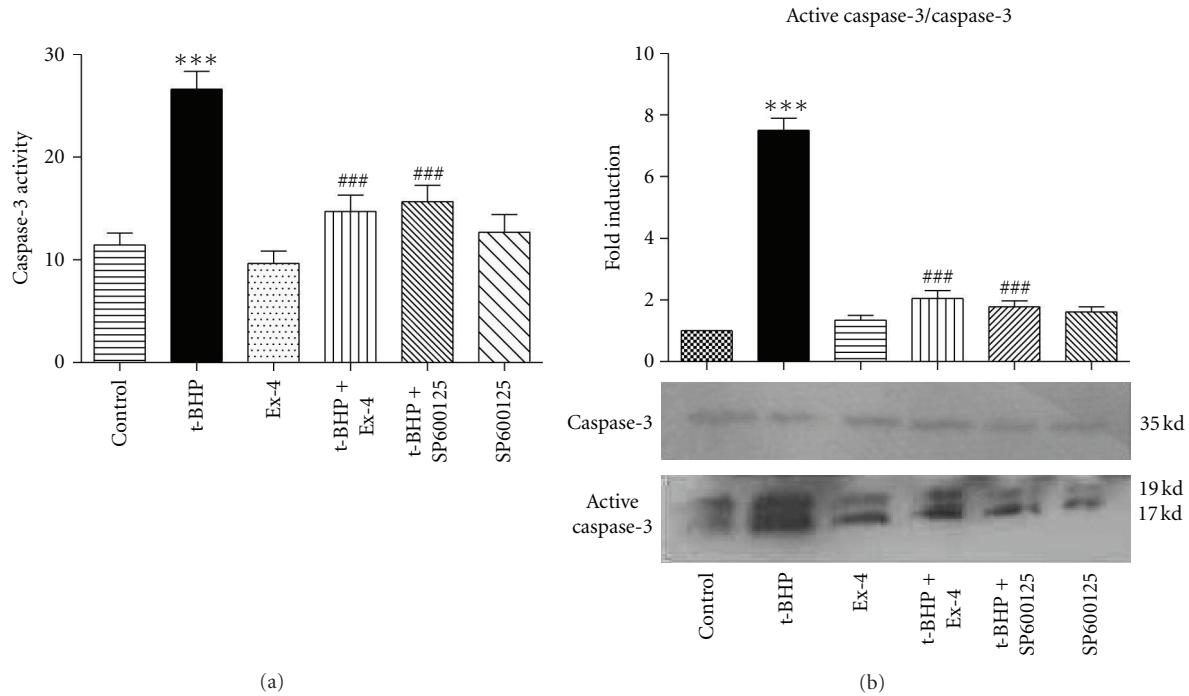 Caspase-3 activity
30
20
10
0
***
###
###
Control
t-BHP
Ex-4
t-BHP +
Ex-4
t-BHP +
SP600125
SP600125
(a)
Active caspase-3/caspase-3
Fold induction
10
8
6
4
2
0
***
###
###
Caspase-3
35 kd
Active
caspase-3
19 kd
17 kd
Control
t-BHP
Ex-4
t-BHP +
Ex-4
t-BHP +
SP600125
SP600125
(b)